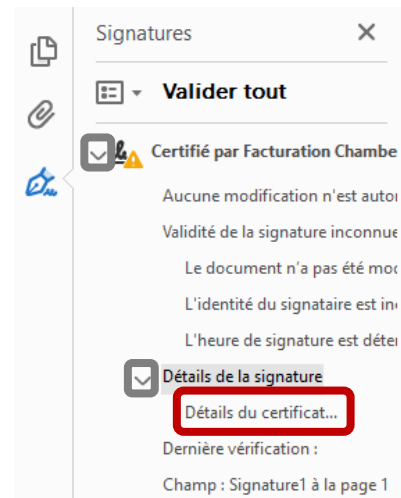 Signatures
Valider tout
Certifié par Facturation Chambe
Aucune modification n'est autor
Validité de la signature inconnue
Le document n'a pas été mod
L'identité du signataire est in
L'heure de signature est déter
Détails de la signature
Détails du certificat...
Dernière vérification :
Champ : Signature1 à la page 1